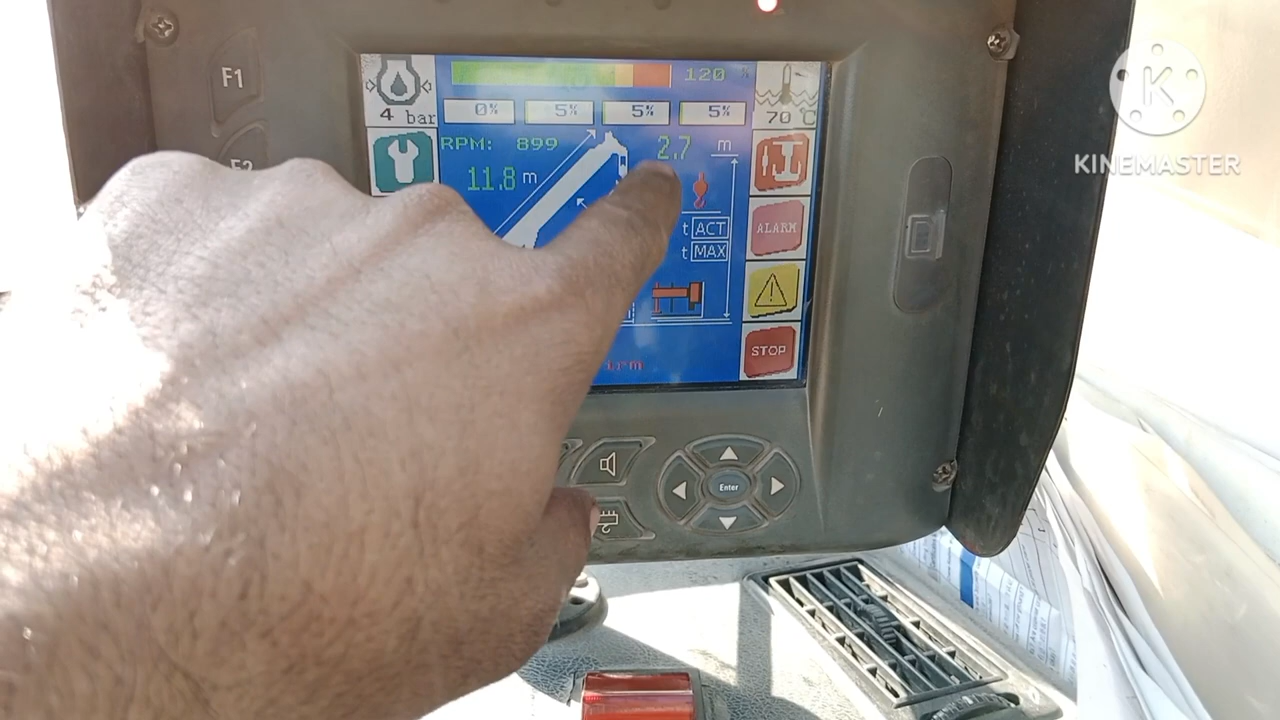 F1
F2
4 bar
120 %
70 °C
0% 5% 5% 5%
RPM: 899
2.7 m
11.8 m
t ACT
t MAX
ALARM
STOP
Enter
K
KINEMASTER